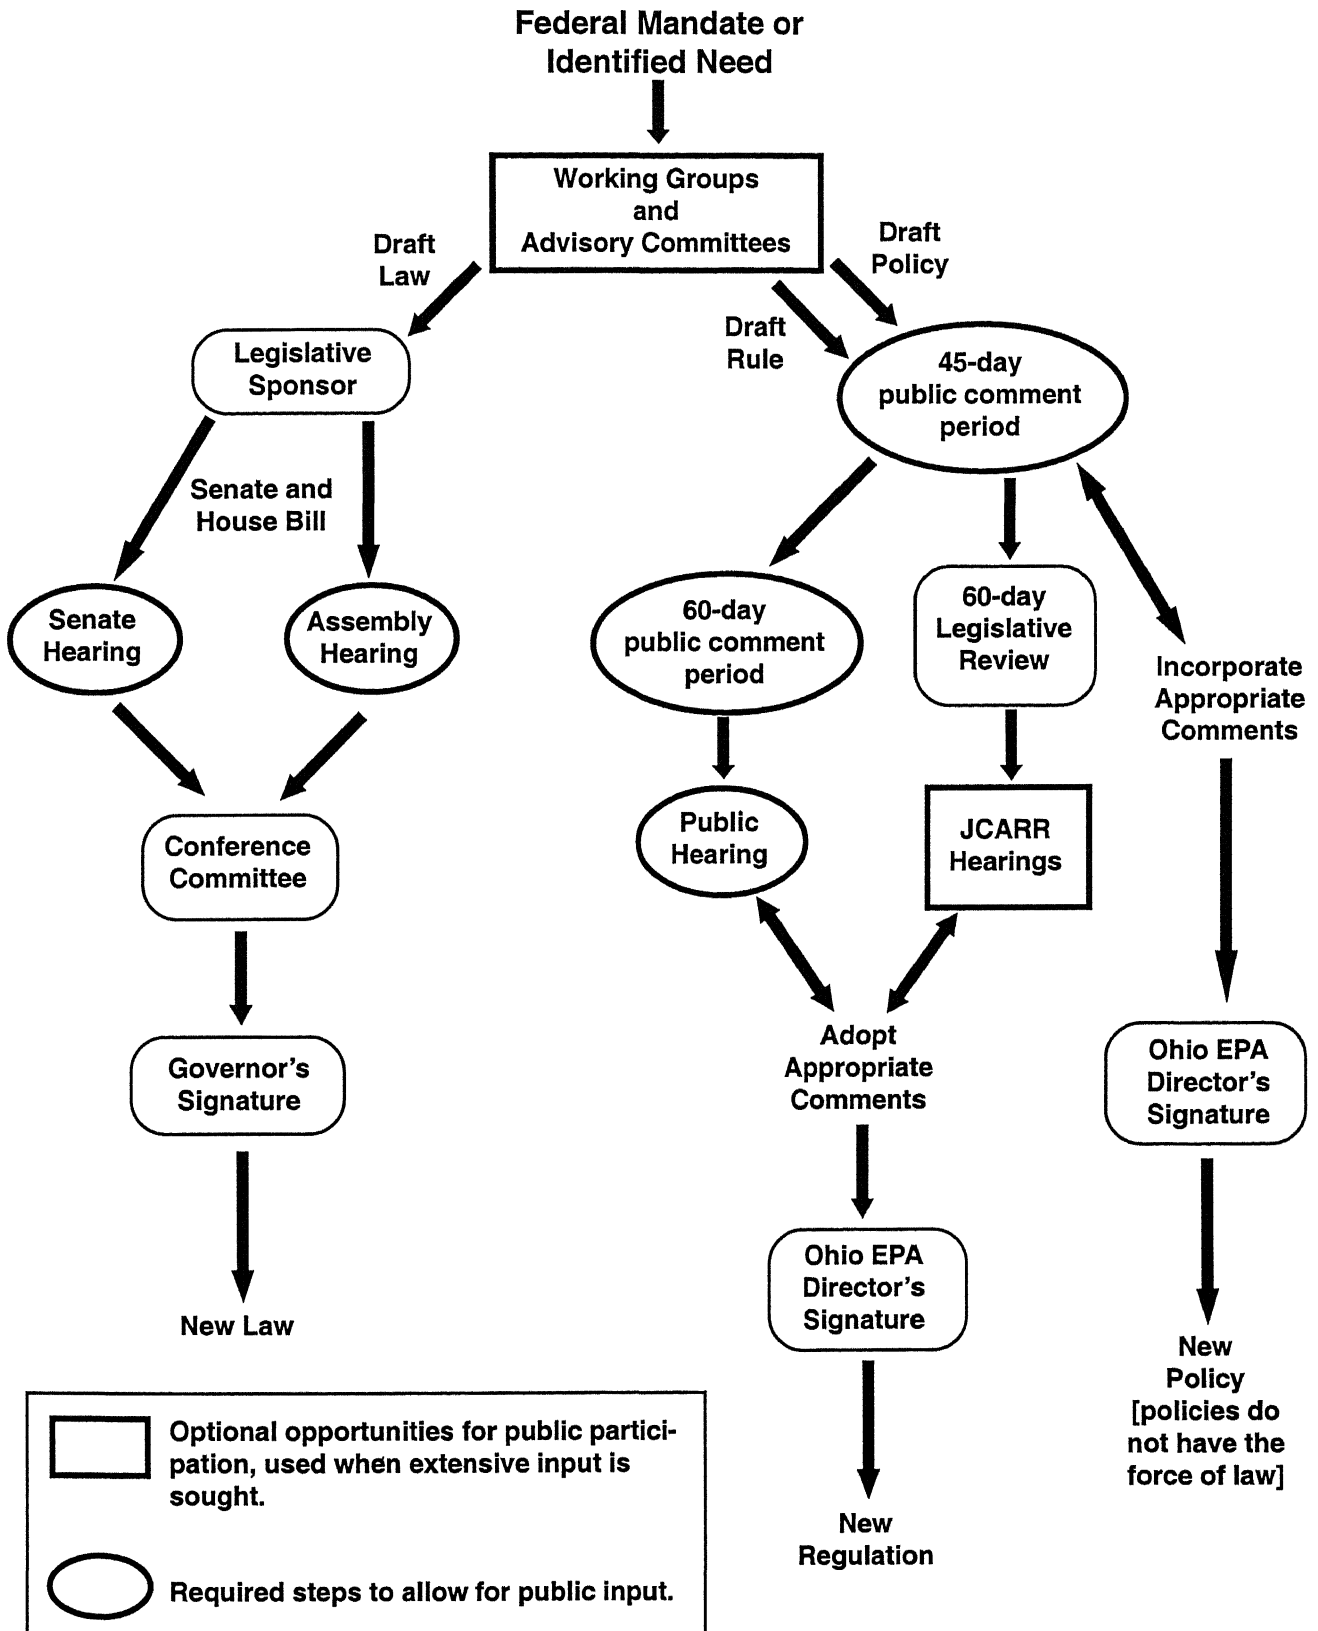 Federal Mandate or
Identified Need
Working Groups
and
Advisory Committees
Draft
Law
Draft
Policy
Draft
Rule
Legislative
Sponsor
45-day
public comment
period
Senate and
House Bill
Senate
Hearing
Assembly
Hearing
60-day
public comment
period
60-day
Legislative
Review
Incorporate
Appropriate
Comments
Conference
Committee
Public
Hearing
JCARR
Hearings
Governor's
Signature
Adopt
Appropriate
Comments
Ohio EPA
Director's
Signature
Ohio EPA
Director's
Signature
New Law
New
Policy
[policies do
not have the
force of law]
New
Regulation
Optional opportunities for public partici-
pation, used when extensive input is
sought.
Required steps to allow for public input.